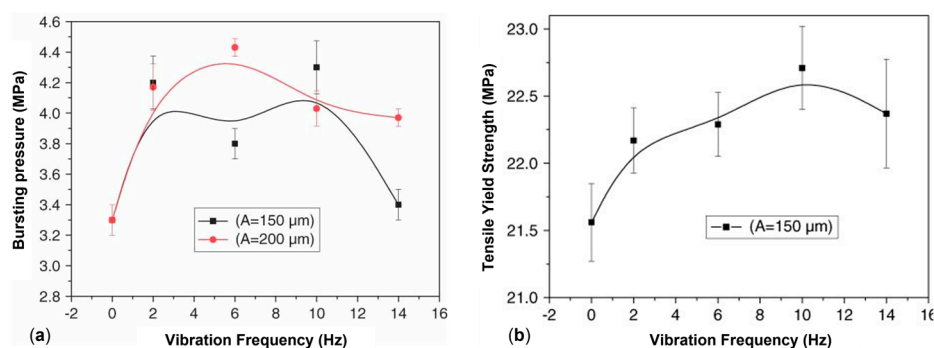 4.6
4.4
4.2
4.0
3.8
3.6
3.4
3.2
3.0
2.8
Bursting pressure (MPa)
(A=150 μm)
(A=200 μm)
-2 0 2 4 6 8 10 12 14 16
(a) Vibration Frequency (Hz)
23.0
22.5
22.0
21.5
21.0
Tensile Yield Strength (MPa)
(A=150 μm)
-2 0 2 4 6 8 10 12 14 16
(b) Vibration Frequency (Hz)